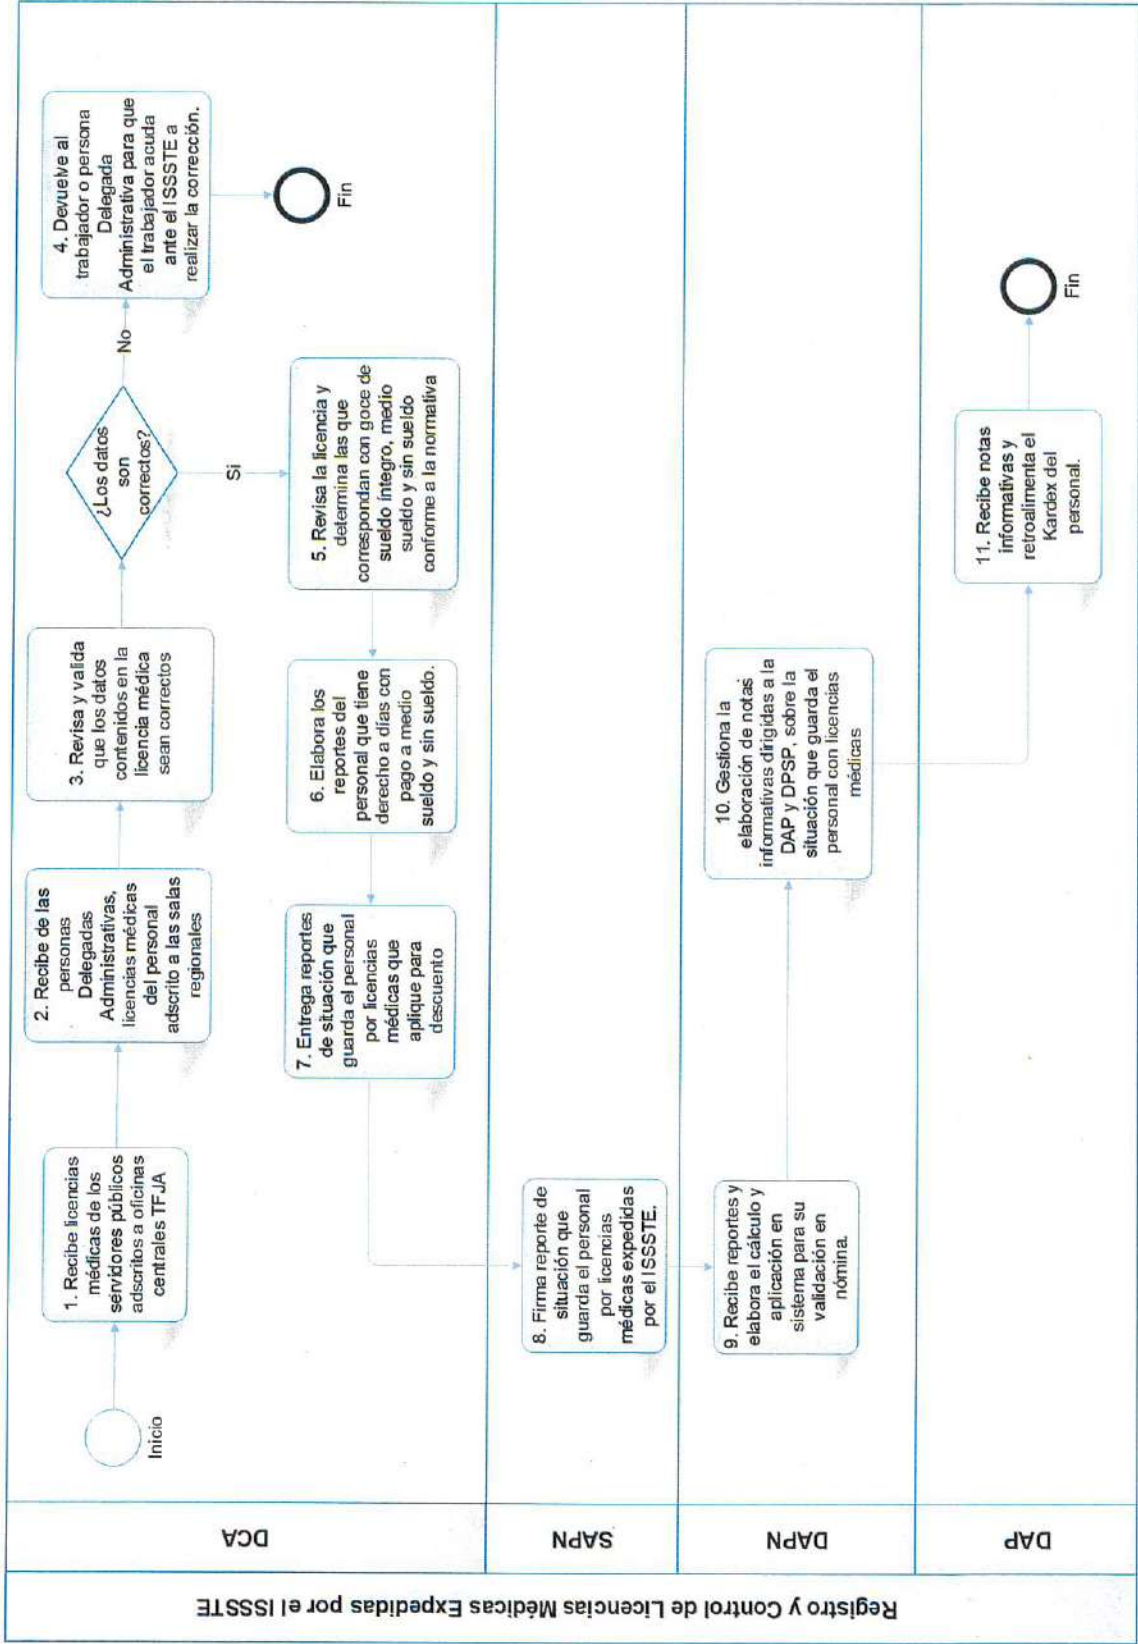 Registro y Control de Licencias Médicas Expedidas por el ISSSTE
DCA
Inicio
1. Recibe licencias
médicas de los
servidores públicos
adscritos a oficinas
centrales TFJA
2. Recibe de las
personas
Delegadas
Administrativas,
licencias médicas
del personal
adscrito a las salas
regionales
3. Revisa y valida
que los datos
contenidos en la
licencia médica
sean correctos
¿Los datos
son
correctos?
No
4. Devuelve al
trabajador o persona
Delegada
Administrativa para que
el trabajador acuda
ante el ISSSTE a
realizar la corrección.
Fin
Si
5. Revisa la licencia y
determina las que
correspondan con goce de
sueldo íntegro, medio
sueldo y sin sueldo
conforme a la normativa
6. Elabora los
reportes del
personal que tiene
derecho a días con
pago a medio
sueldo y sin sueldo.
7. Entrega reportes
de situación que
guarda el personal
por licencias
médicas que
aplique para
descuento
SAPN
8. Firma reporte de
situación que
guarda el personal
por licencias
médicas expedidas
por el ISSSTE.
DAPN
9. Recibe reportes y
elabora el cálculo y
aplicación en
sistema para su
validación en
nómina.
10. Gestiona la
elaboración de notas
informativas dirigidas a la
DAP y DPSP, sobre la
situación que guarda el
personal con licencias
médicas
DAP
11. Recibe notas
informativas y
retroalimenta el
Kardex del
personal.
Fin